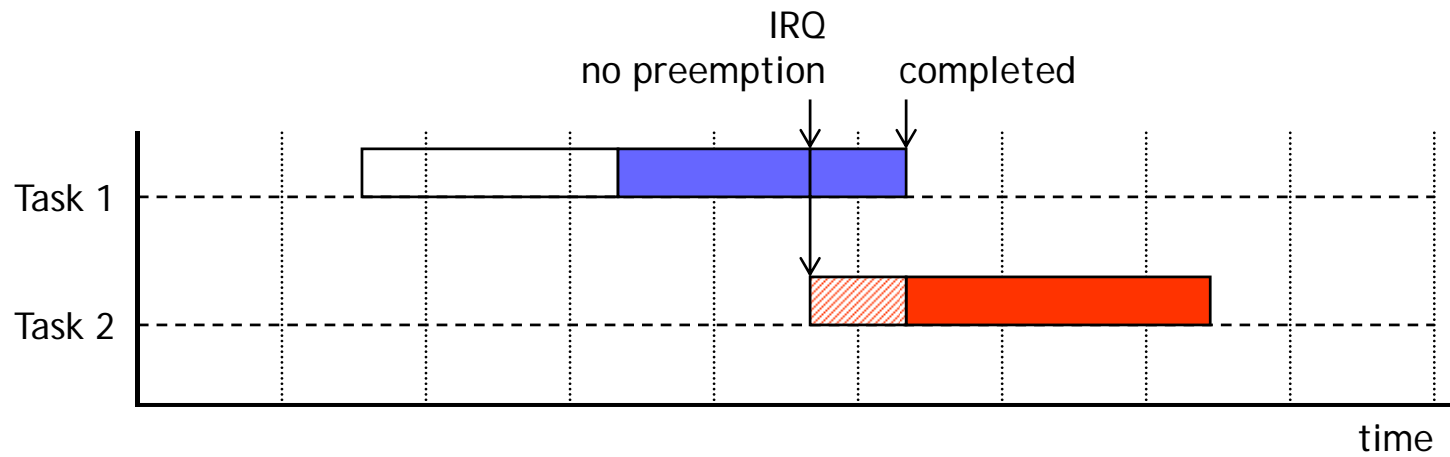 IRQ
no preemption
completed
Task 1
Task 2
time